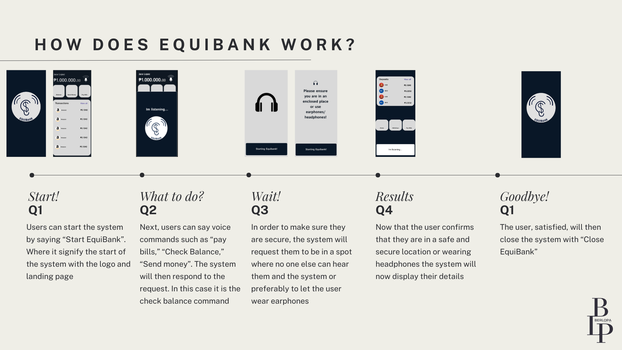 HOW DOES EQUIBANK WORK?
₱1,000,000.00
₱1,000,000.00
I'm listening...
Please ensure
you are in an
enclosed place
or use
earphones/
headphones!
Start!
Q1
Users can start the system
by saying “Start EquiBank”.
Where it signify the start of
the system with the logo and
landing page
What to do?
Q2
Next, users can say voice
commands such as “pay
bills,” “Check Balance,”
“Send money”. The system
will then respond to the
request. In this case it is the
check balance command
Wait!
Q3
In order to make sure they
are secure, the system will
request them to be in a spot
where no one else can hear
them and the system or
preferably to let the user
wear earphones
Results
Q4
Now that the user confirms
that they are in a safe and
secure location or wearing
headphones the system will
now display their details
Goodbye!
Q1
The user, satisfied, will then
close the system with “Close
EquiBank”
B
LP